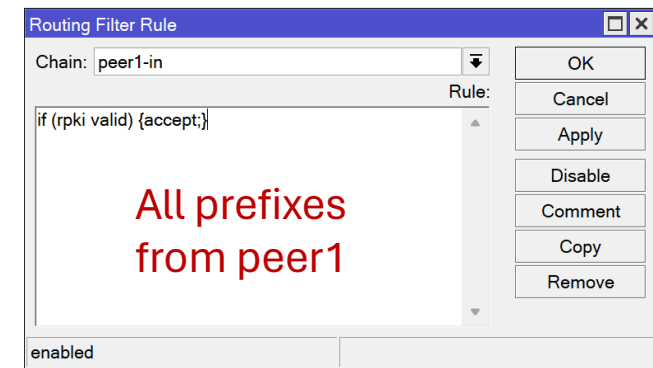 Routing Filter Rule
Chain: peer1-in
OK
Rule:
Cancel
if (rpki valid) {accept;}
Apply
Disable
All prefixes
Comment
from peer1
Copy
Remove
enabled